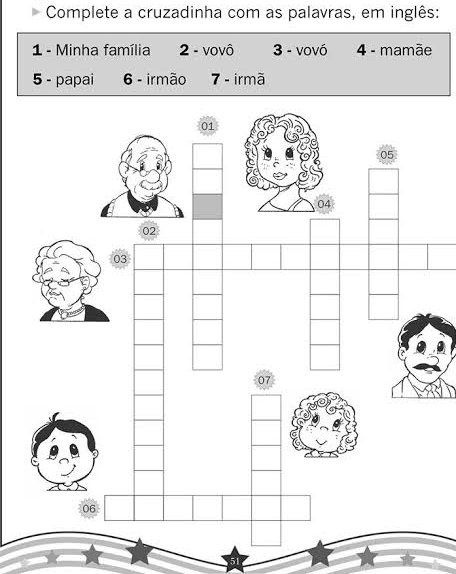 Complete a cruzadinha com as palavras, em inglês:
1 - Minha família 2 - vovô 3 - vovó 4 - mamãe
5 - papai 6 - irmão 7 - irmã
01
05
04
02
03
07
06
51